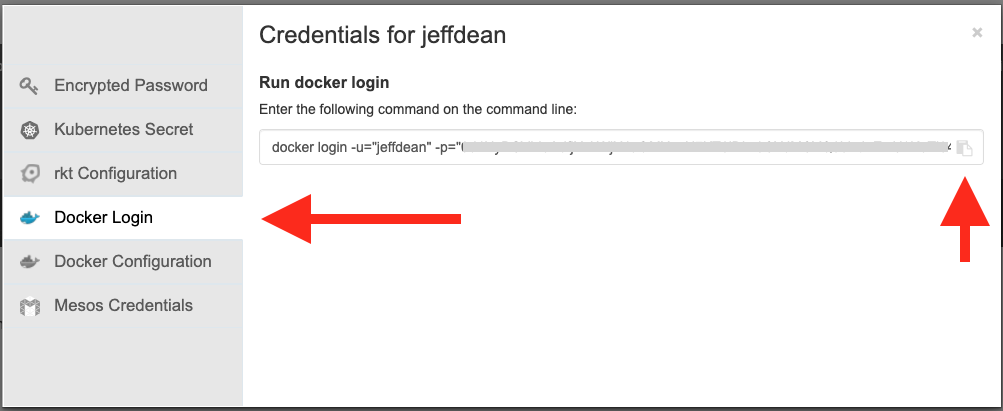 Credentials for jeffdean
Encrypted Password
Kubernetes Secret
rkt Configuration
Docker Login
Docker Configuration
Mesos Credentials
Run docker login
Enter the following command on the command line:
docker login -u="jeffdean" -p="